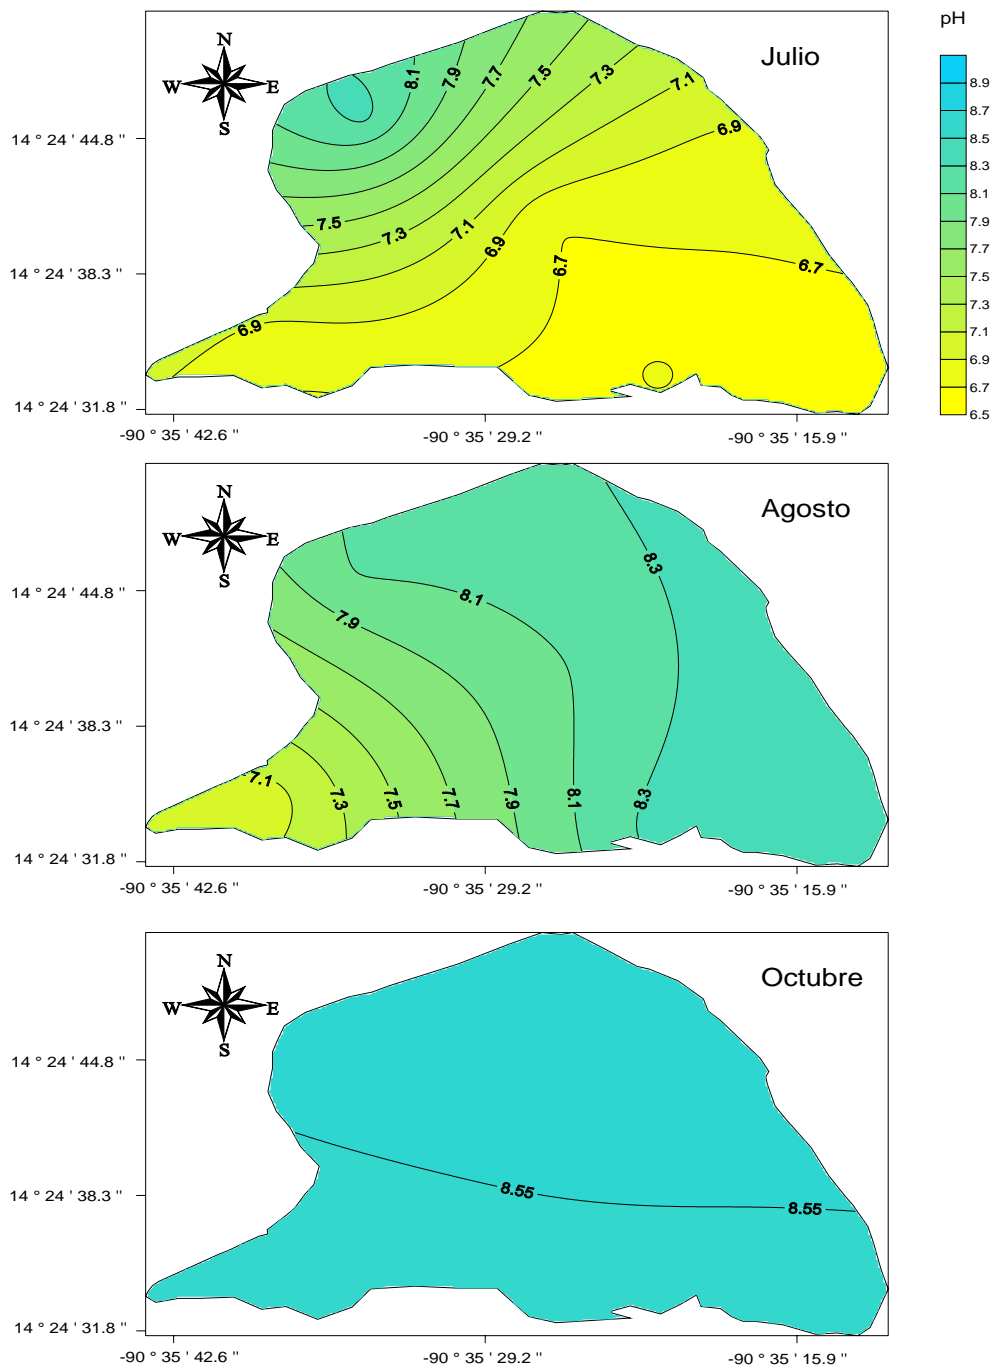 pH
Julio
N
W E
S
8.1 7.9 7.7 7.5 7.3 7.1
6.9
7.5
7.3
7.1
6.9
6.7
6.7
6.9
14 ° 24 ' 44.8 "
14 ° 24 ' 38.3 "
14 ° 24 ' 31.8 "
-90 ° 35 ' 42.6 " -90 ° 35 ' 29.2 " -90 ° 35 ' 15.9 "
8.9
8.7
8.5
8.3
8.1
7.9
7.7
7.5
7.3
7.1
6.9
6.7
6.5
Agosto
N
W E
S
8.3
8.1
7.9
7.1
7.3 7.5 7.7 7.9 8.1 8.3
14 ° 24 ' 44.8 "
14 ° 24 ' 38.3 "
14 ° 24 ' 31.8 "
-90 ° 35 ' 42.6 " -90 ° 35 ' 29.2 " -90 ° 35 ' 15.9 "
Octubre
N
W E
S
8.55
8.55
14 ° 24 ' 44.8 "
14 ° 24 ' 38.3 "
14 ° 24 ' 31.8 "
-90 ° 35 ' 42.6 " -90 ° 35 ' 29.2 " -90 ° 35 ' 15.9 "